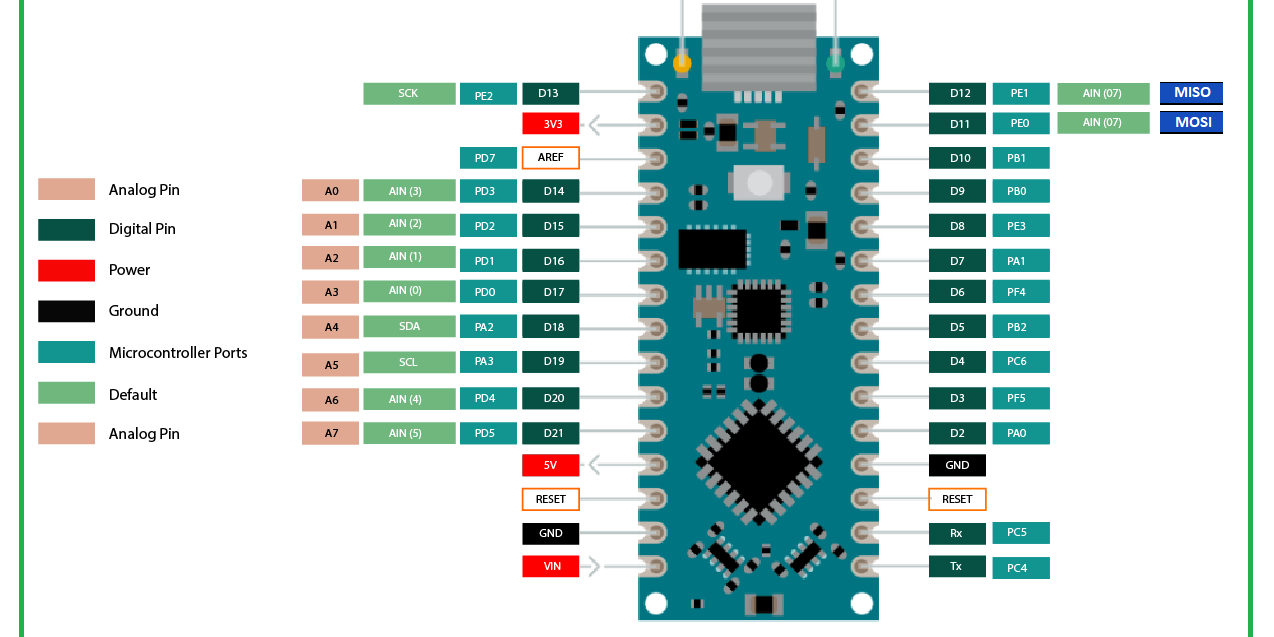 SCK PE2 D13 D12 PE1 AIN (07) MISO
3V3 D11 PE0 AIN (07) MOSI
PD7 AREF D10 PB1
Analog Pin A0 AIN (3) PD3 D14 D9 PB0
Digital Pin A1 AIN (2) PD2 D15 D8 PE3
Power A2 AIN (1) PD1 D16 D7 PA1
Ground A3 AIN (0) PD0 D17 D6 PF4
A4 SDA PA2 D18 D5 PB2
Microcontroller Ports A5 SCL PA3 D19 D4 PC6
Default A6 AIN (4) PD4 D20 D3 PF5
Analog Pin A7 AIN (5) PD5 D21 D2 PA0
5V GND
RESET RESET
GND Rx PC5
VIN Tx PC4